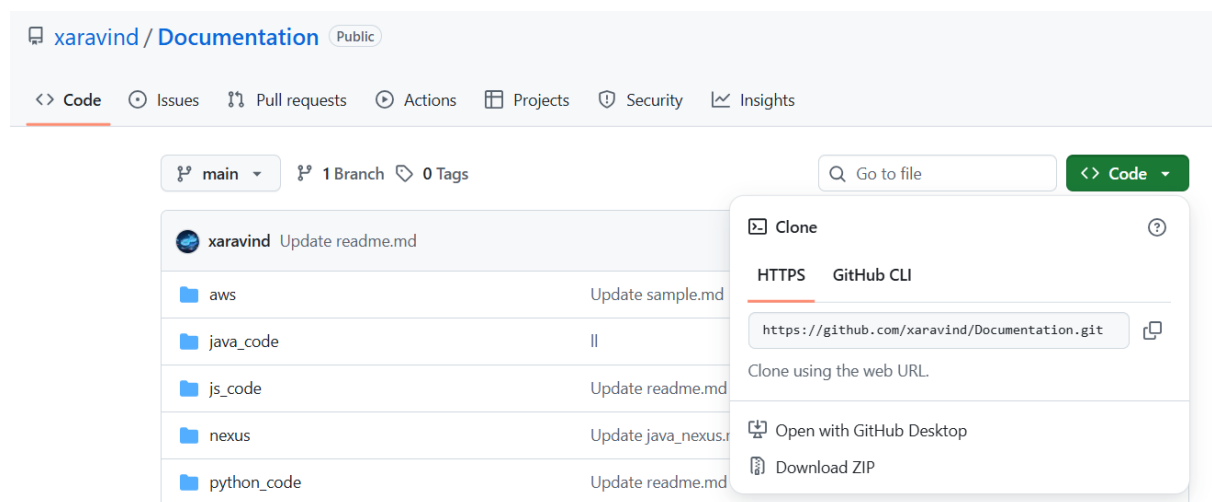 xaravind / Documentation Public
Code Issues Pull requests Actions Projects Security Insights
main 1 Branch 0 Tags Go to file Code
xaravind Update readme.md
aws Update sample.md
java_code ll
js_code Update readme.md
nexus Update java_nexus.
python_code Update readme.md
Clone
HTTPS GitHub CLI
https://github.com/xaravind/Documentation.git
Clone using the web URL.
Open with GitHub Desktop
Download ZIP